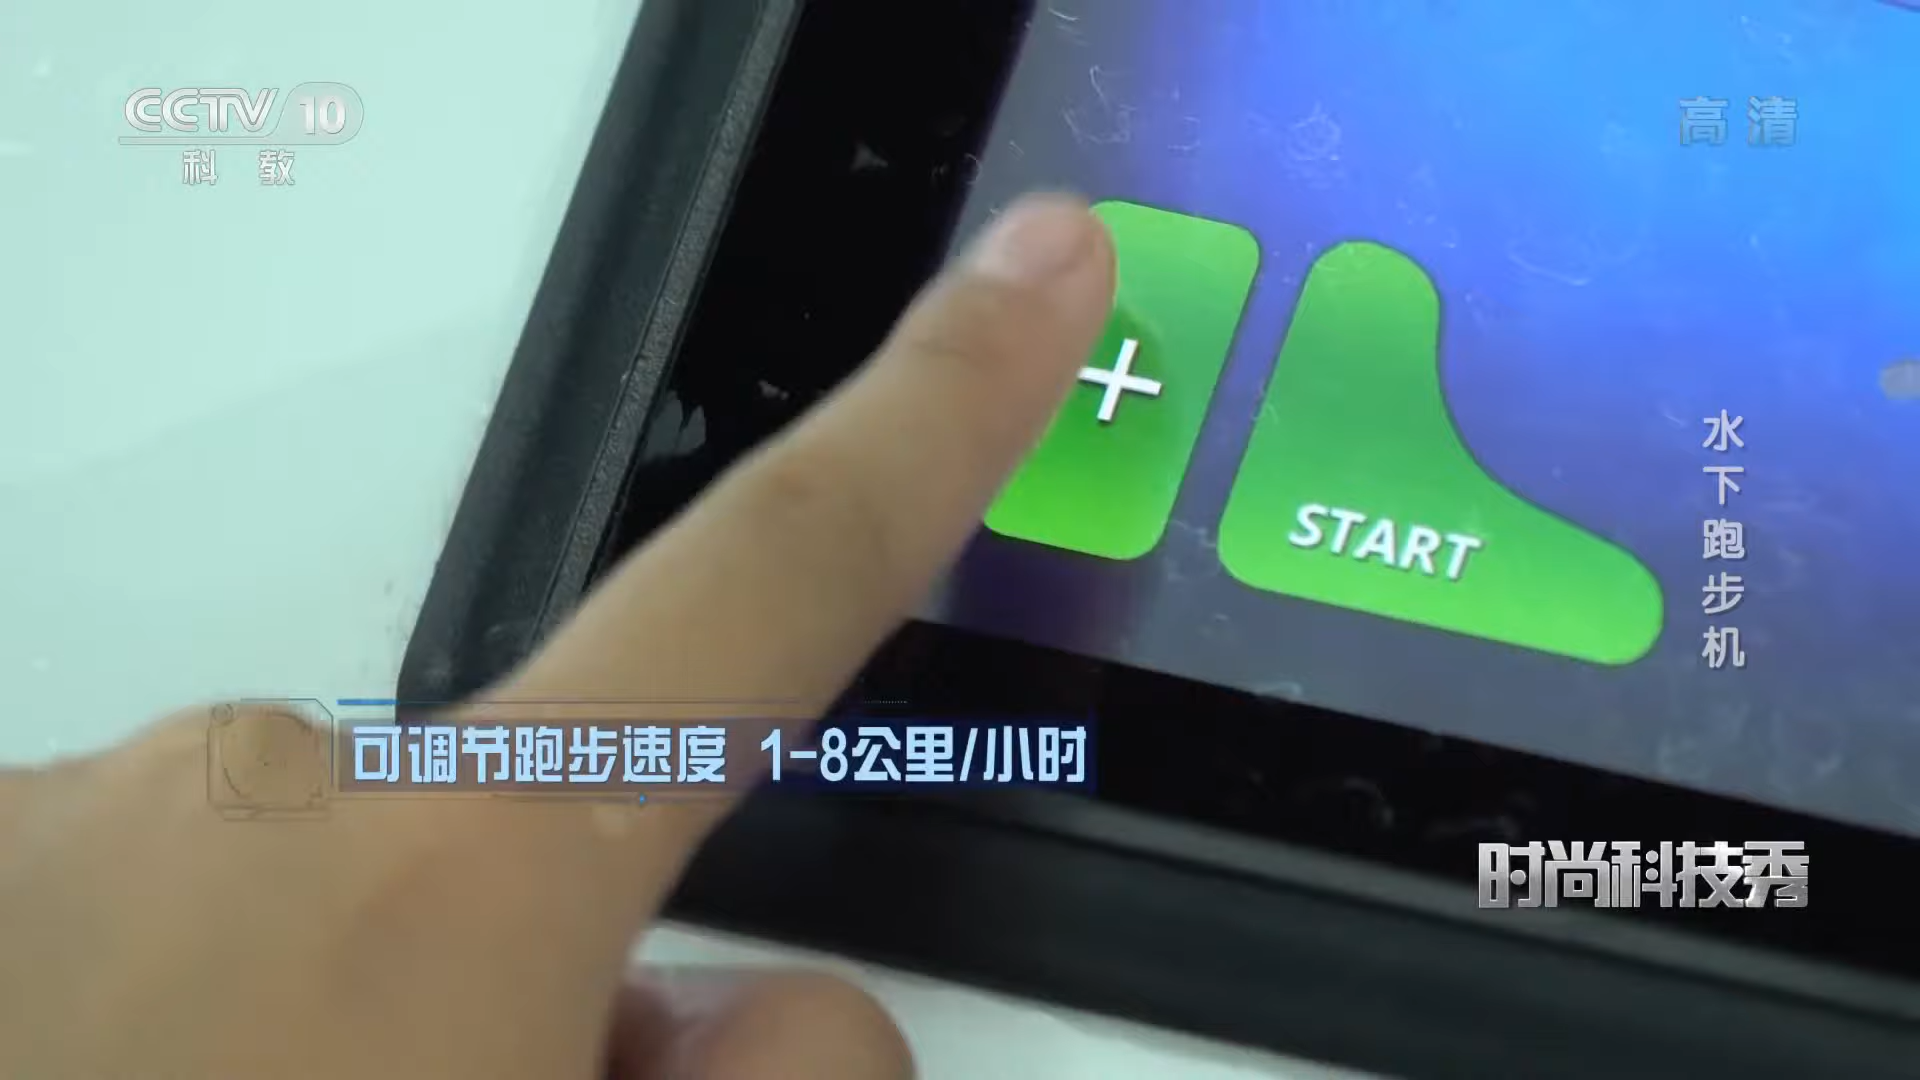 CCTV 10
科 教
高清
+
START
水下跑步机
可调节跑步速度 1-8公里/小时
时尚科技秀